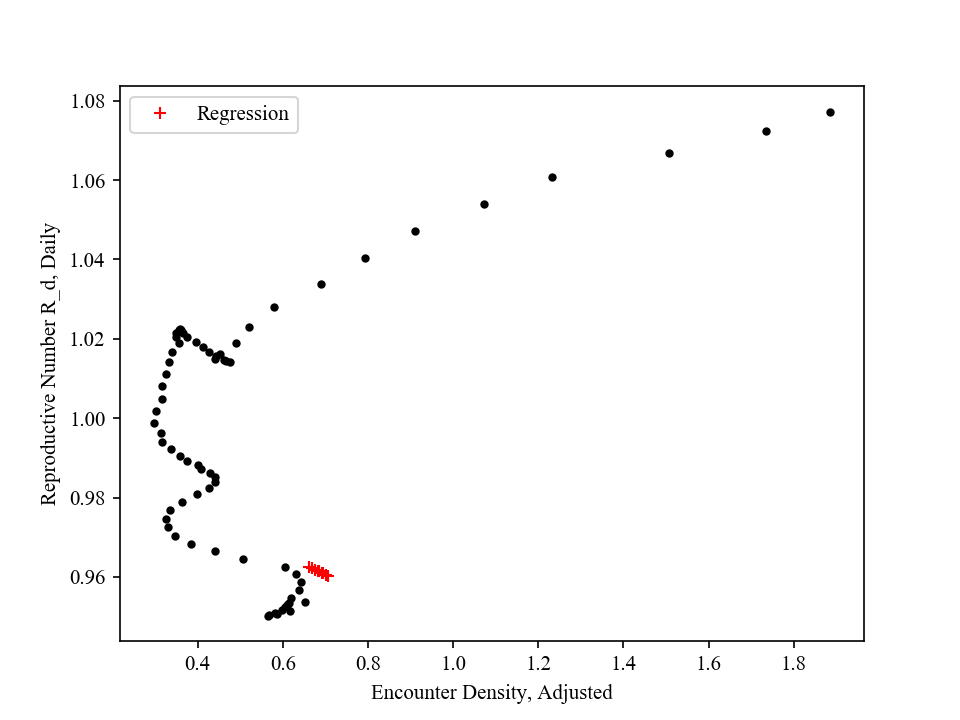 Regression
1.08
1.06
1.04
1.02
1.00
0.98
0.96
Reproductive Number R_d, Daily
0.4 0.6 0.8 1.0 1.2 1.4 1.6 1.8
Encounter Density, Adjusted